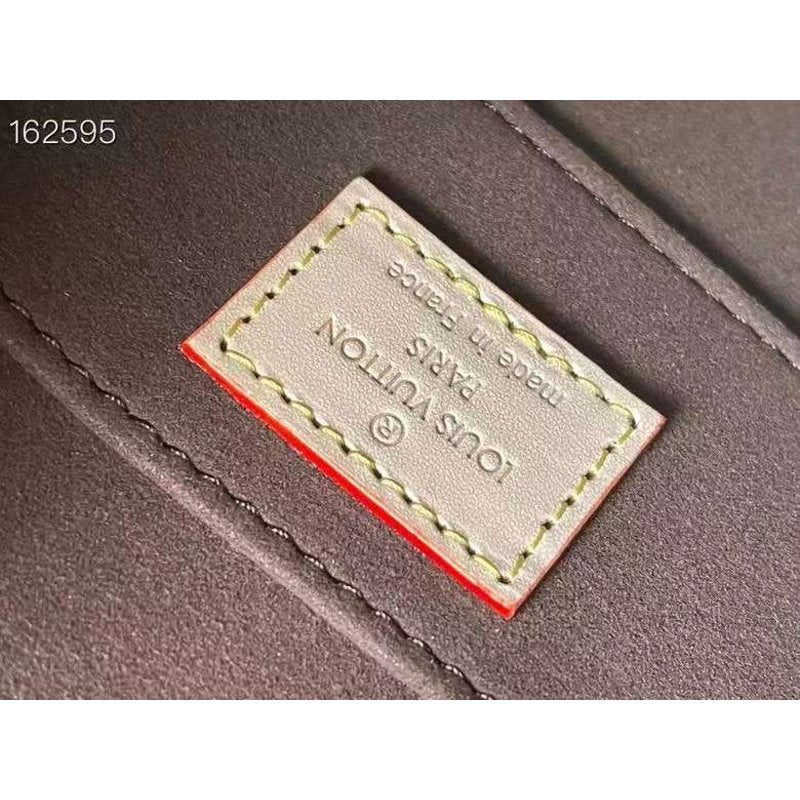 162595
®
LOUIS VUITTON
PARIS
made in France